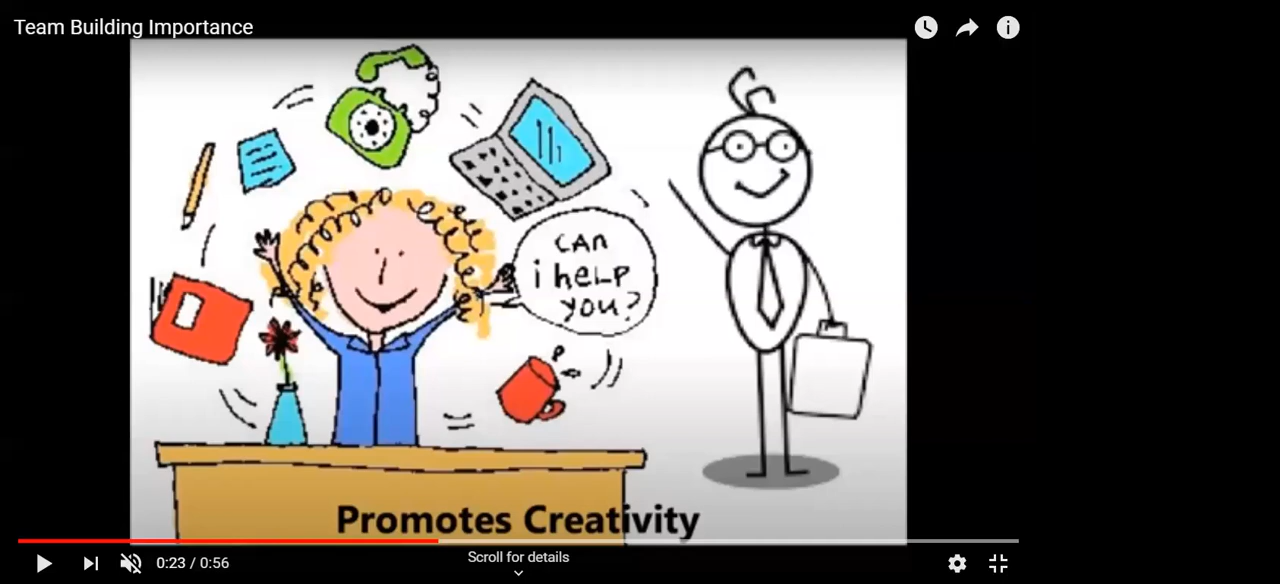 Team Building Importance
CAn
i heLP
you?
Promotes Creativity
0:23 / 0:56
Scroll for details